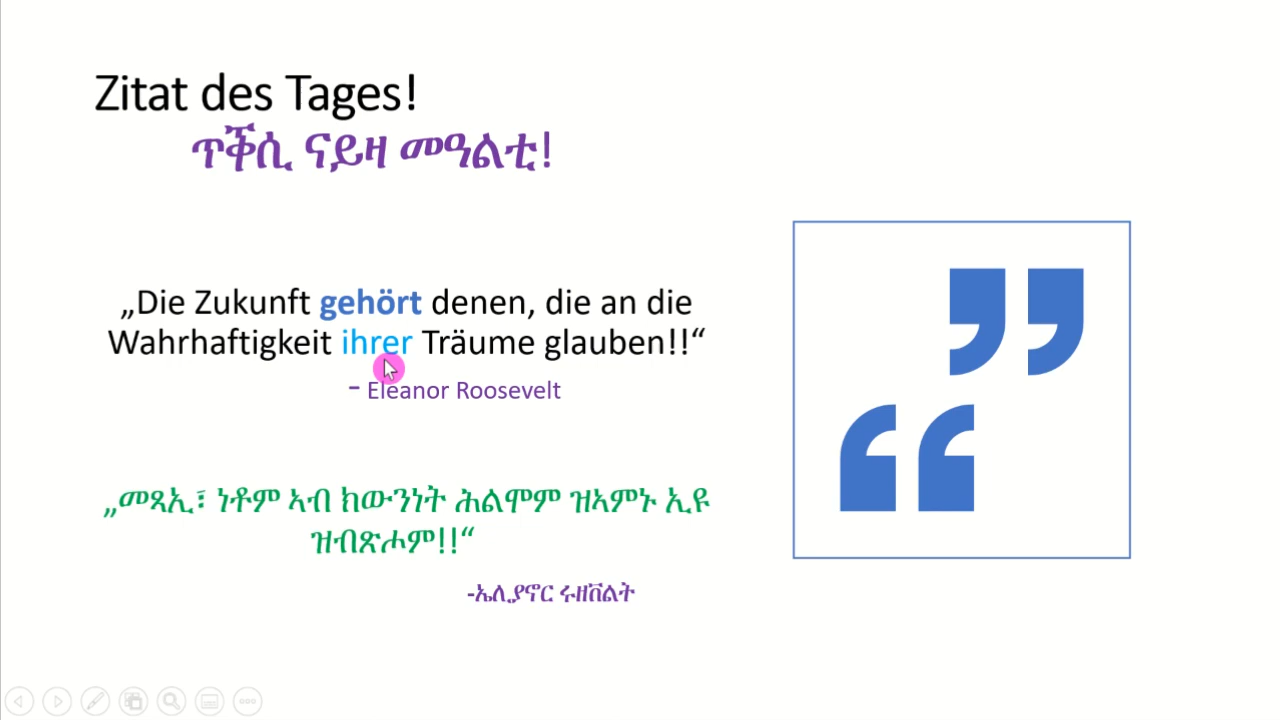 Zitat des Tages!
ጥቕሲ ናይዛ መዓልቲ!
„Die Zukunft gehört denen, die an die
Wahrhaftigkeit ihrer Träume glauben!!“
- Eleanor Roosevelt
„መጻኢ፣ ነቶም ኣብ ክውንነት ሕልሞም ዝኣምኑ ኢዩ
ዝብጽሖም!!“
-ኤሊያኖር ሩዘቨልት